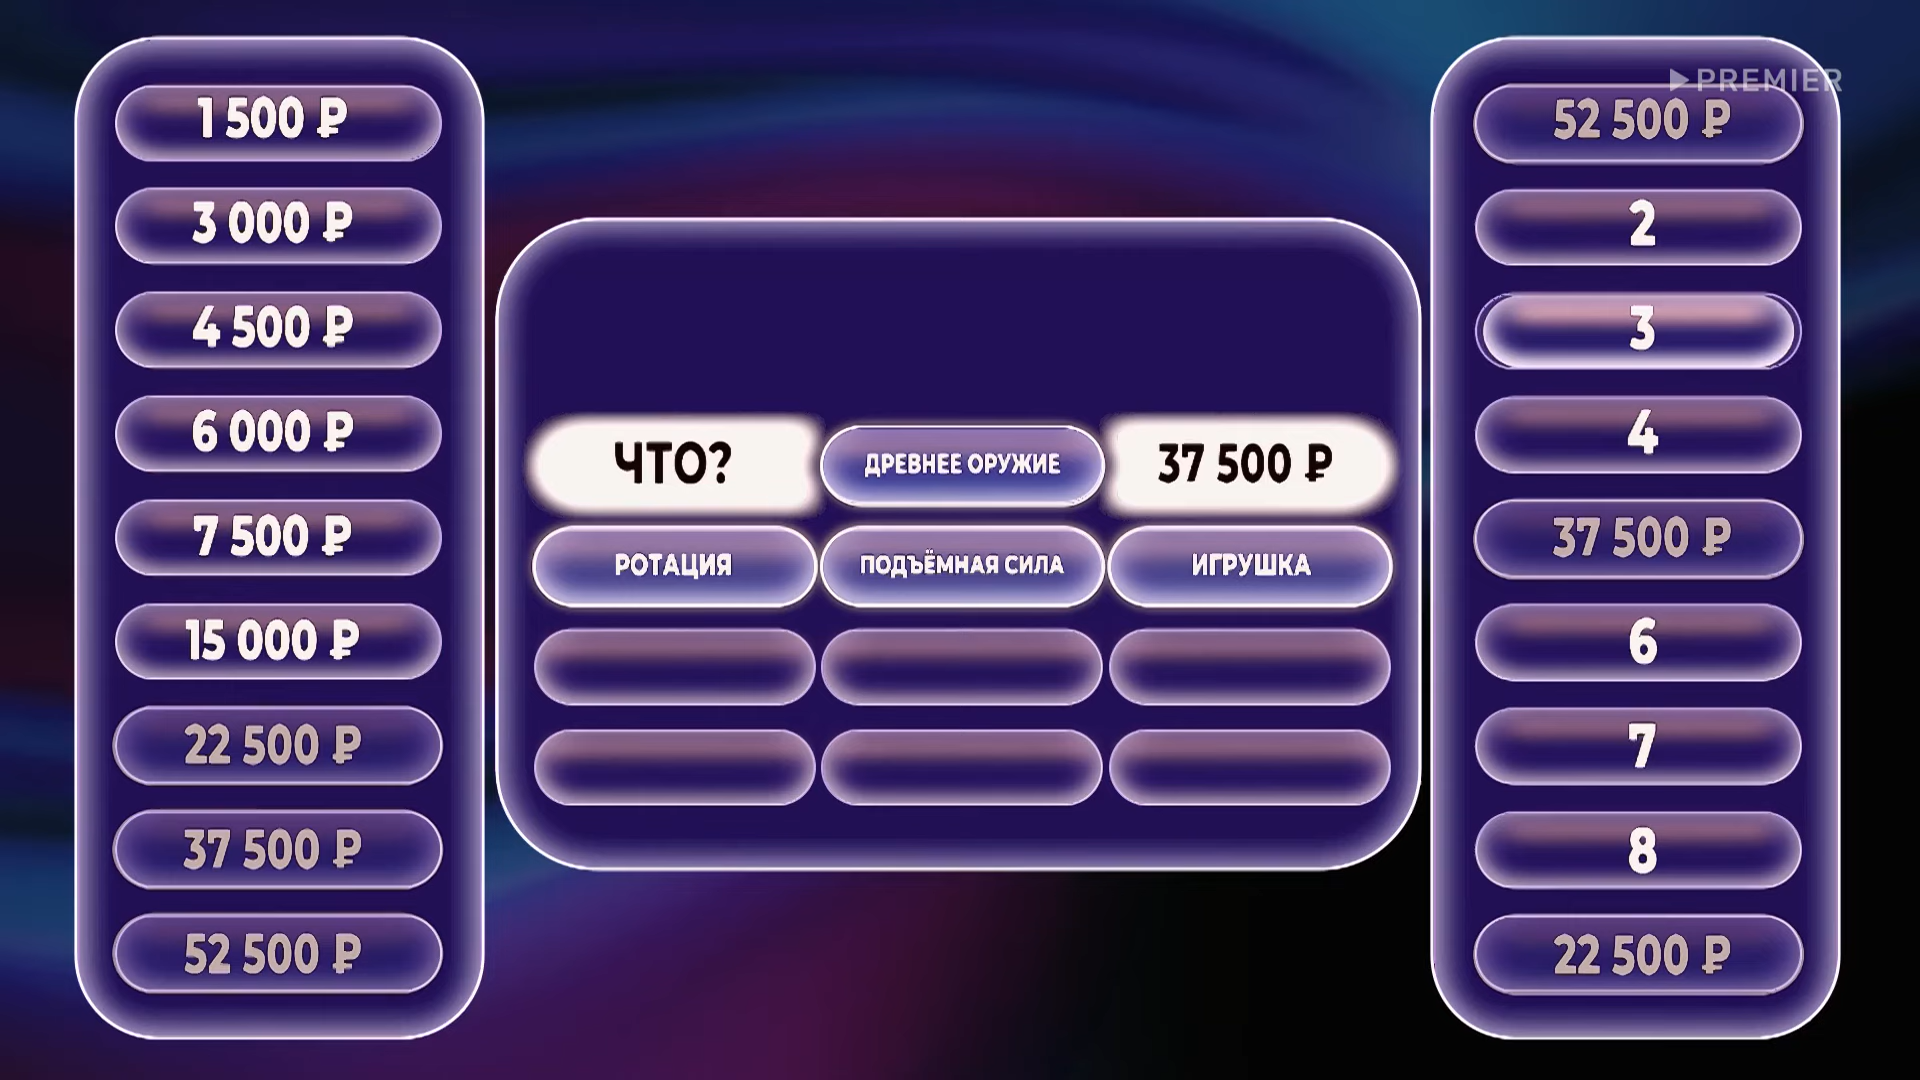 1 500 ₽
3 000 ₽
4 500 ₽
6 000 ₽
7 500 ₽
15 000 ₽
22 500 ₽
37 500 ₽
52 500 ₽
ЧТО?
ДРЕВНЕЕ ОРУЖИЕ
37 500 ₽
РОТАЦИЯ
ПОДЪЁМНАЯ СИЛА
ИГРУШКА
PREMIER
52 500 ₽
2
3
4
37 500 ₽
6
7
8
22 500 ₽